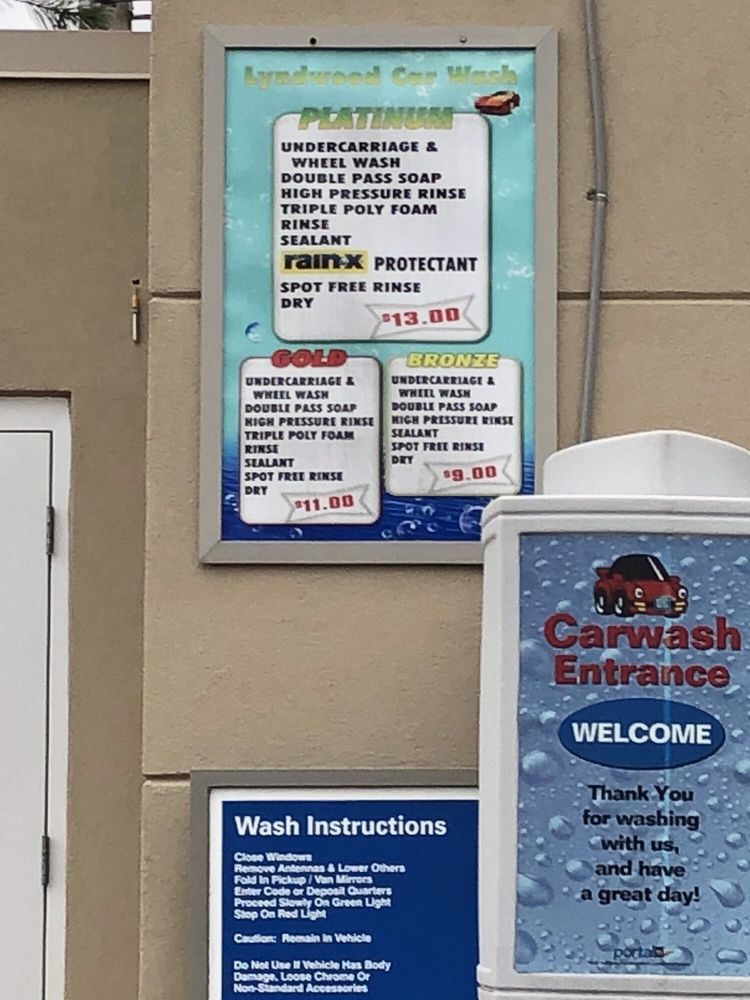 Lyndwood Car Wash
PLATINUM
UNDERCARRIAGE &
WHEEL WASH
DOUBLE PASS SOAP
HIGH PRESSURE RINSE
TRIPLE POLY FOAM
RINSE
SEALANT
rain-x PROTECTANT
SPOT FREE RINSE
DRY
$13.00
GOLD
UNDERCARRIAGE &
WHEEL WASH
DOUBLE PASS SOAP
HIGH PRESSURE RINSE
TRIPLE POLY FOAM
RINSE
SEALANT
SPOT FREE RINSE
DRY
$11.00
BRONZE
UNDERCARRIAGE &
WHEEL WASH
DOUBLE PASS SOAP
HIGH PRESSURE RINSE
SEALANT
SPOT FREE RINSE
DRY
$9.00
Carwash
Entrance
WELCOME
Thank You
for washing
with us,
and have
a great day!
Wash Instructions
Close Windows
Remove Antennas & Lower Others
Fold In Pickup / Van Mirrors
Enter Code or Deposit Quarters
Proceed Slowly On Green Light
Stop On Red Light
Caution: Remain In Vehicle
Do Not Use If Vehicle Has Body
Damage, Loose Chrome Or
Non-Standard Accessories